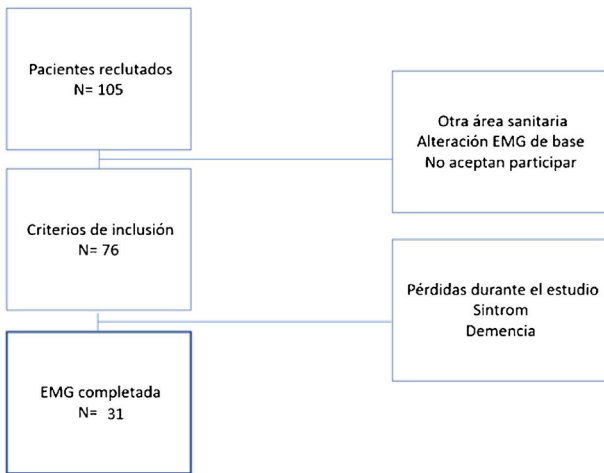 Pacientes reclutados
N= 105
Otra área sanitaria
Alteración EMG de base
No aceptan participar
Criterios de inclusión
N= 76
Pérdidas durante el estudio
Sintrom
Demencia
EMG completada
N= 31